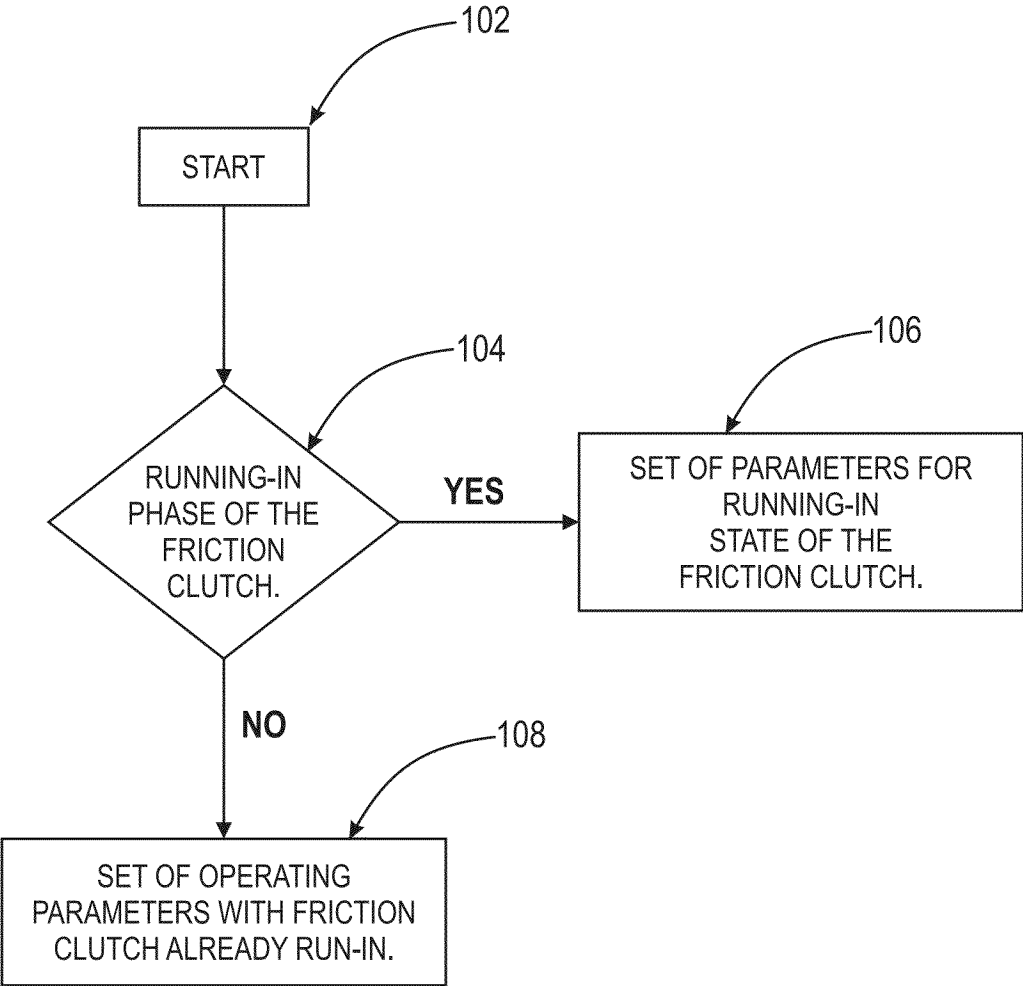 102
START
104
RUNNING-IN
PHASE OF THE
FRICTION
CLUTCH.
YES
106
SET OF PARAMETERS FOR
RUNNING-IN
STATE OF THE
FRICTION CLUTCH.
NO
108
SET OF OPERATING
PARAMETERS WITH FRICTION
CLUTCH ALREADY RUN-IN.